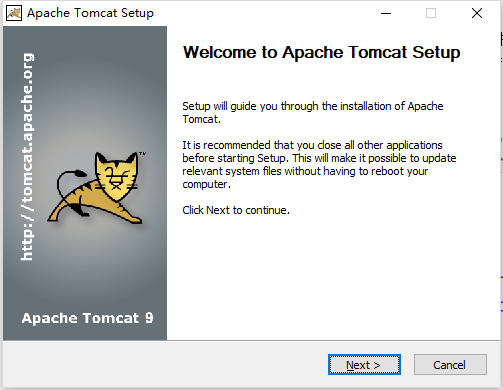 Apache Tomcat Setup
http://tomcat.apache.org
Welcome to Apache Tomcat Setup
Setup will guide you through the installation of Apache
Tomcat.
It is recommended that you close all other applications
before starting Setup. This will make it possible to update
relevant system files without having to reboot your
computer.
Click Next to continue.
TM
Apache Tomcat 9
Next >
Cancel